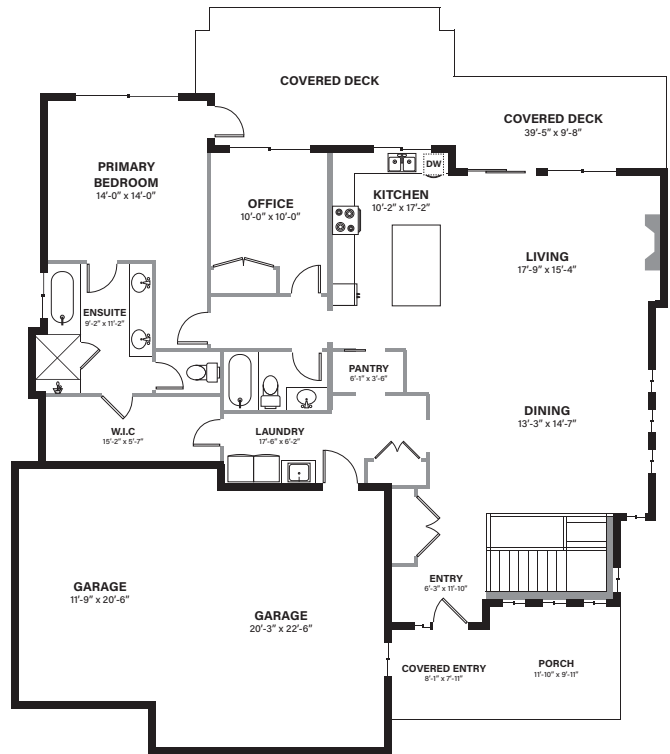 COVERED DECK
COVERED DECK
39'-5" x 9'-8"
DW
PRIMARY
BEDROOM
14'-0" x 14'-0"
OFFICE
10'-0" x 10'-0"
KITCHEN
10'-2" x 17'-2"
LIVING
17'-9" x 15'-4"
ENSUITE
9'-2" x 11'-2"
PANTRY
6'-1" x 3'-6"
DINING
13'-3" x 14'-7"
W.I.C
15'-2" x 5'-7"
LAUNDRY
17'-6" x 6'-2"
GARAGE
11'-9" x 20'-6"
GARAGE
20'-3" x 22'-6"
ENTRY
6'-3" x 11'-10"
COVERED ENTRY
8'-1" x 7'-11"
PORCH
11'-10" x 9'-11"